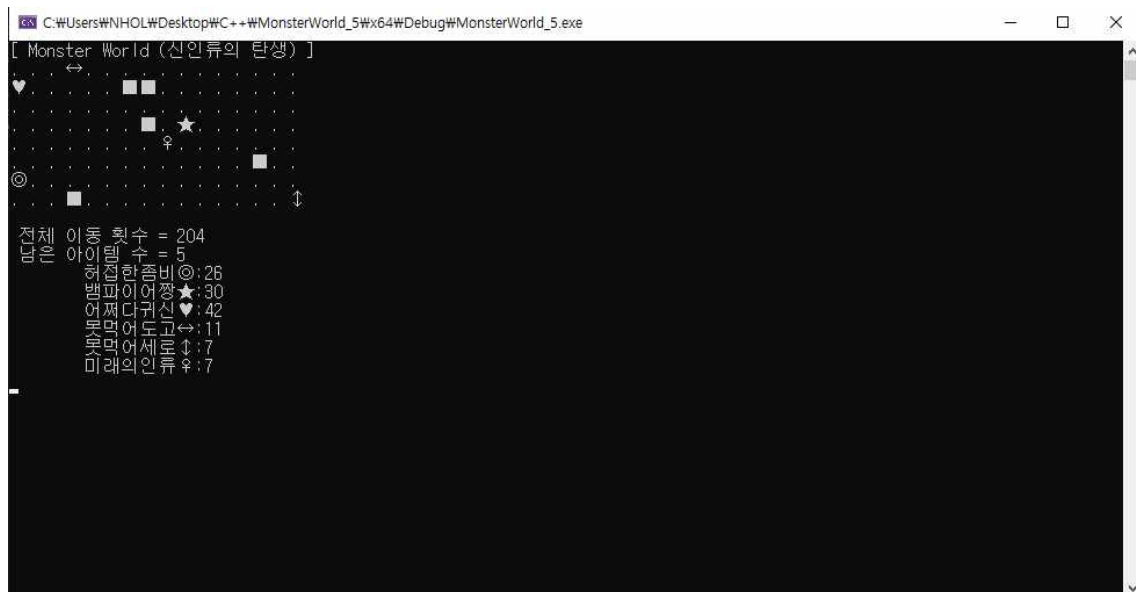 C:₩Users₩NHOL₩Desktop₩C++₩MonsterWorld_5₩x64₩Debug₩MonsterWorld_5.exe
[ Monster World (신인류의 탄생) ]
. . . ↔. . . . . . . . . . . .
♥. . . . . ■■. . . . . . . .
. . . . . . . . . . . . . . . .
. . . . . . . ■. ★. . . . . .
. . . . . . . . ♀. . . . . . .
. . . . . . . . . . . . . ■. .
◎. . . . . . . . . . . . . . .
. . . ■. . . . . . . . . . . ↕
전체 이동 횟수 = 204
남은 아이템 수 = 5
허접한좀비◎:26
뱀파이어짱★:30
어쩌다귀신♥:42
못먹어도고↔:11
못먹어세로↕:7
미래의인류♀:7